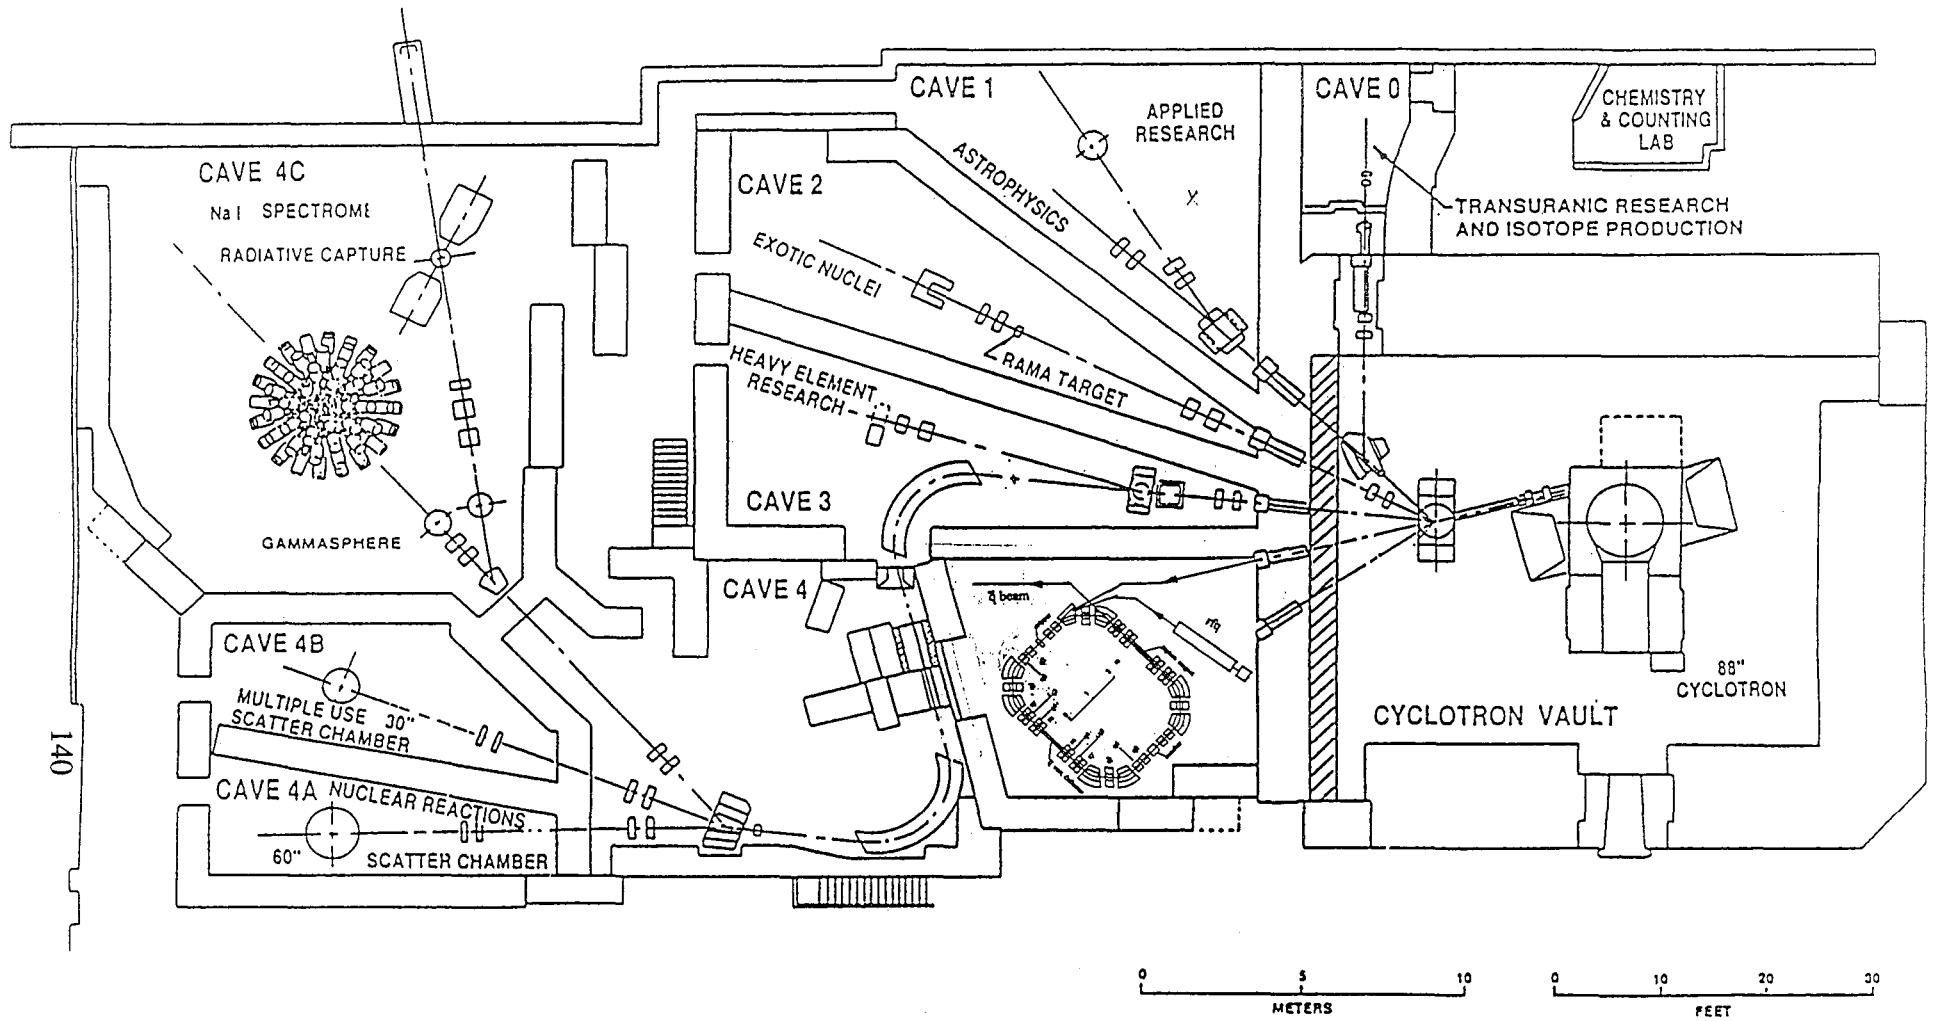 CAVE 1
CAVE 0
APPLIED
RESEARCH
CHEMISTRY
& COUNTING
LAB
CAVE 4C
CAVE 2
ASTROPHYSICS
Na I SPECTROME
TRANSURANIC RESEARCH
AND ISOTOPE PRODUCTION
RADIATIVE CAPTURE
EXOTIC NUCLEI
RAMA TARGET
HEAVY ELEMENT
RESEARCH
CAVE 3
GAMMASPHERE
CAVE 4
beam
rfq
CAVE 4B
88"
CYCLOTRON
MULTIPLE USE 30"
SCATTER CHAMBER
CYCLOTRON VAULT
140
CAVE 4A NUCLEAR REACTIONS
60" SCATTER CHAMBER
0 5 10
METERS
0 10 20 30
FEET